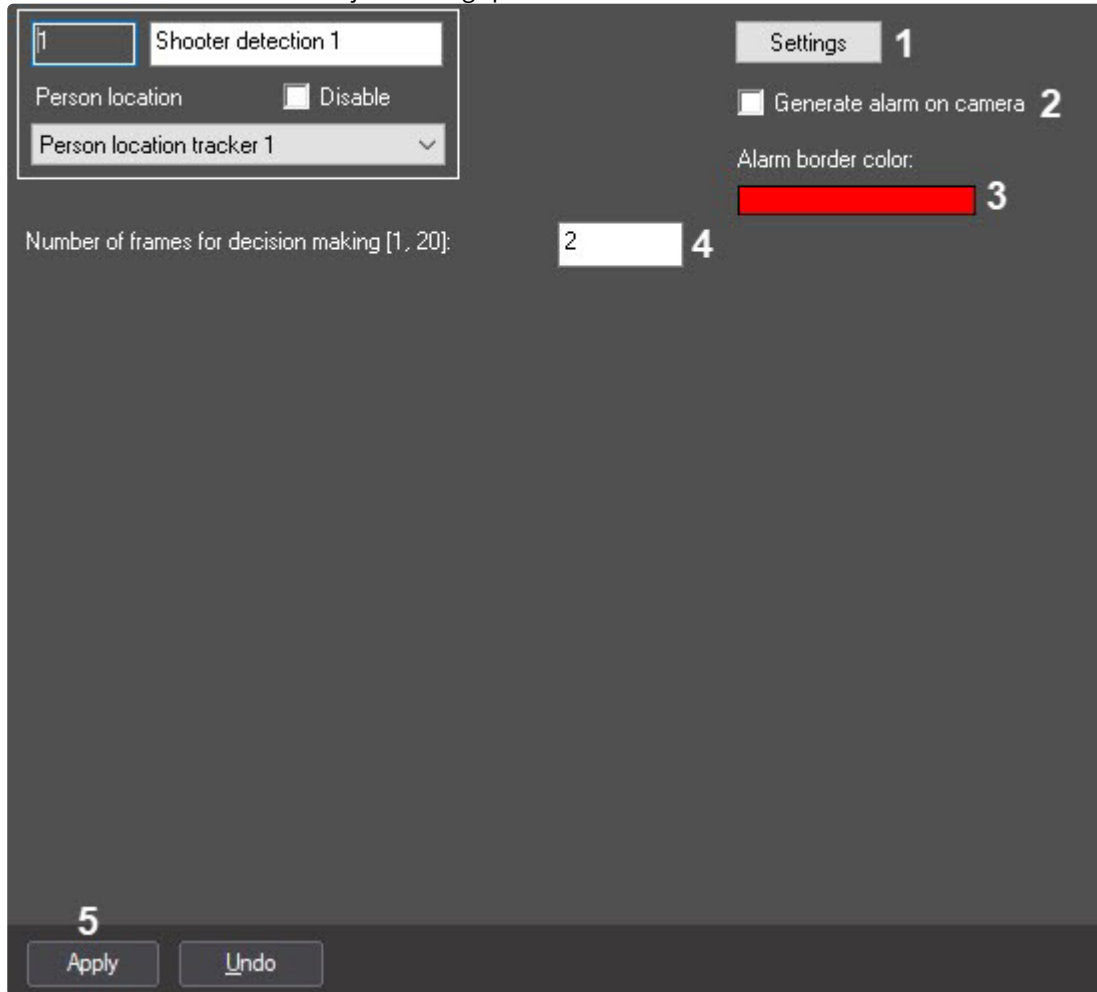 1 Shooter detection 1
Settings 1
Person location Disable
Generate alarm on camera 2
Person location tracker 1
Alarm border color:
3
Number of frames for decision making [1, 20]: 2 4
5
Apply Undo